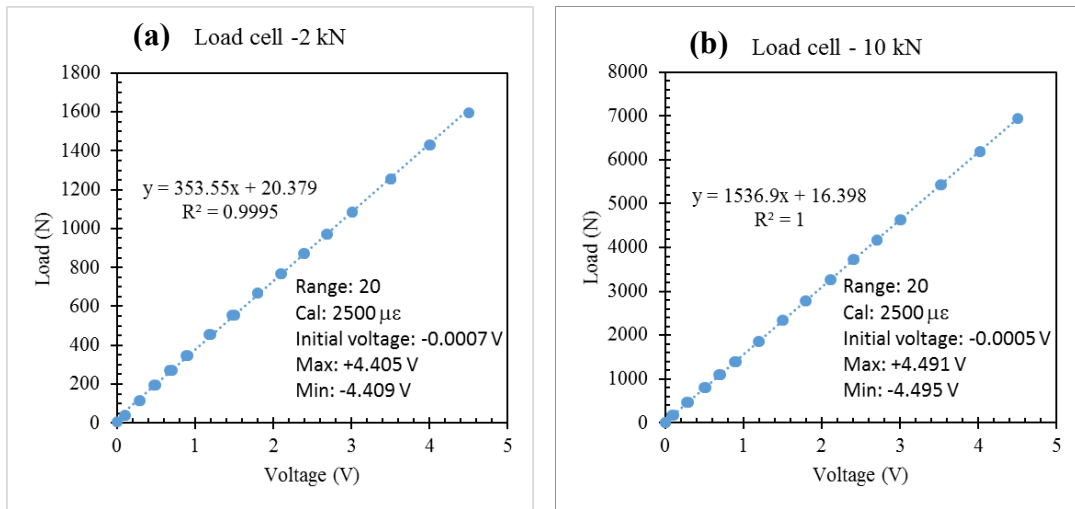 (a) Load cell -2 kN
1800
1600
1400
1200
1000
800
600
400
200
0
Load (N)
y = 353.55x + 20.379
R² = 0.9995
Range: 20
Cal: 2500 µε
Initial voltage: -0.0007 V
Max: +4.405 V
Min: -4.409 V
0 1 2 3 4 5
Voltage (V)
(b) Load cell - 10 kN
8000
7000
6000
5000
4000
3000
2000
1000
0
Load (N)
y = 1536.9x + 16.398
R² = 1
Range: 20
Cal: 2500 µε
Initial voltage: -0.0005 V
Max: +4.491 V
Min: -4.495 V
0 1 2 3 4 5
Voltage (V)